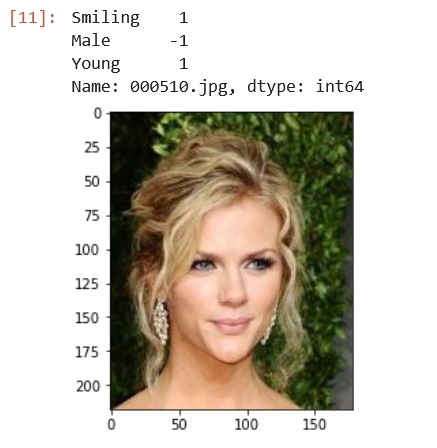 [11]: Smiling 1
Male -1
Young 1
Name: 000510.jpg, dtype: int64
0
25
50
75
100
125
150
175
200
0 50 100 150